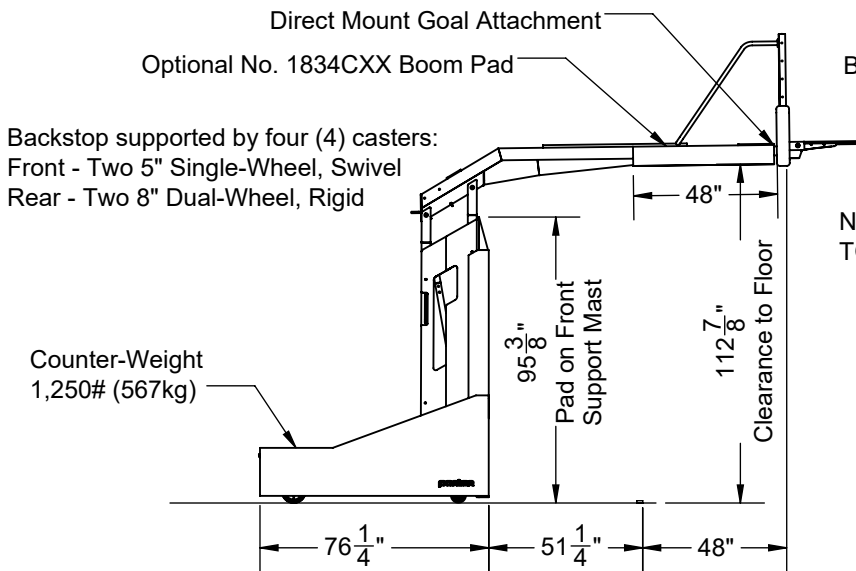 Direct Mount Goal Attachment
Optional No. 1834CXX Boom Pad
B
Backstop supported by four (4) casters:
Front - Two 5" Single-Wheel, Swivel
Rear - Two 8" Dual-Wheel, Rigid
48"
N
95 3/8"
Pad on Front
Support Mast
112 7/8"
Clearance to Floor
Counter-Weight
1,250# (567kg)
76 1/4"
51 1/4"
48"